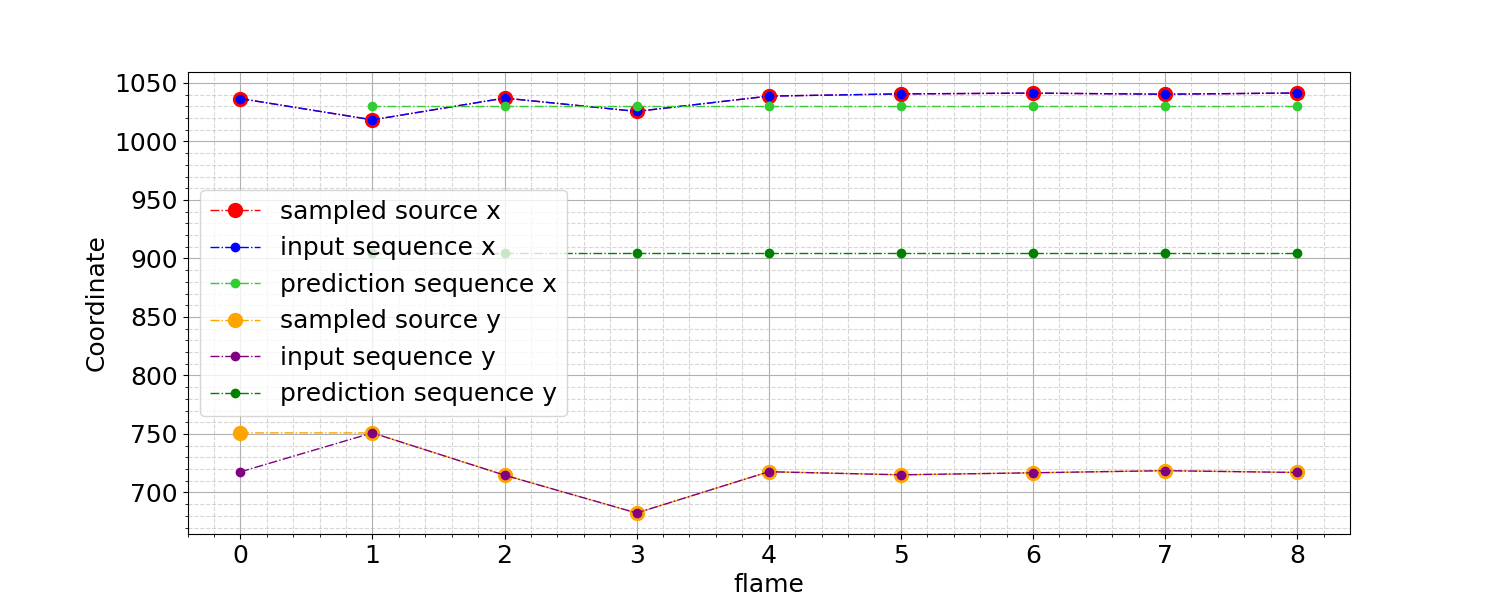 1050
1000
950
900
850
800
750
700
Coordinate
sampled source x
input sequence x
prediction sequence x
sampled source y
input sequence y
prediction sequence y
0 1 2 3 4 5 6 7 8
flame